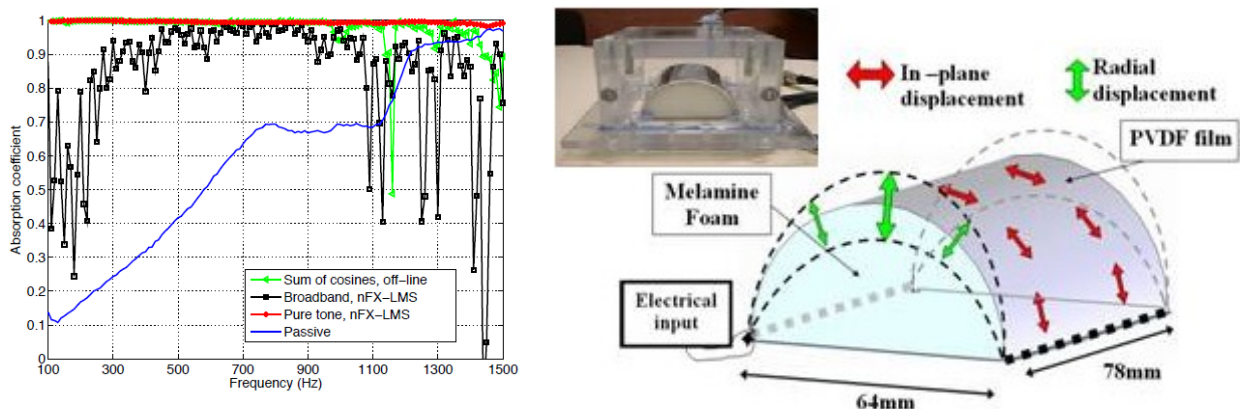 1
0.9
0.8
0.7
0.6
0.5
0.4
0.3
0.2
0.1
0
Absorption coefficient
100 300 500 700 900 1100 1300 1500
Frequency (Hz)
Sum of cosines, off-line
Broadband, nFX-LMS
Pure tone, nFX-LMS
Passive
In –plane
displacement
Radial
displacement
PVDF film
Melamine
Foam
Electrical
input
64mm
78mm